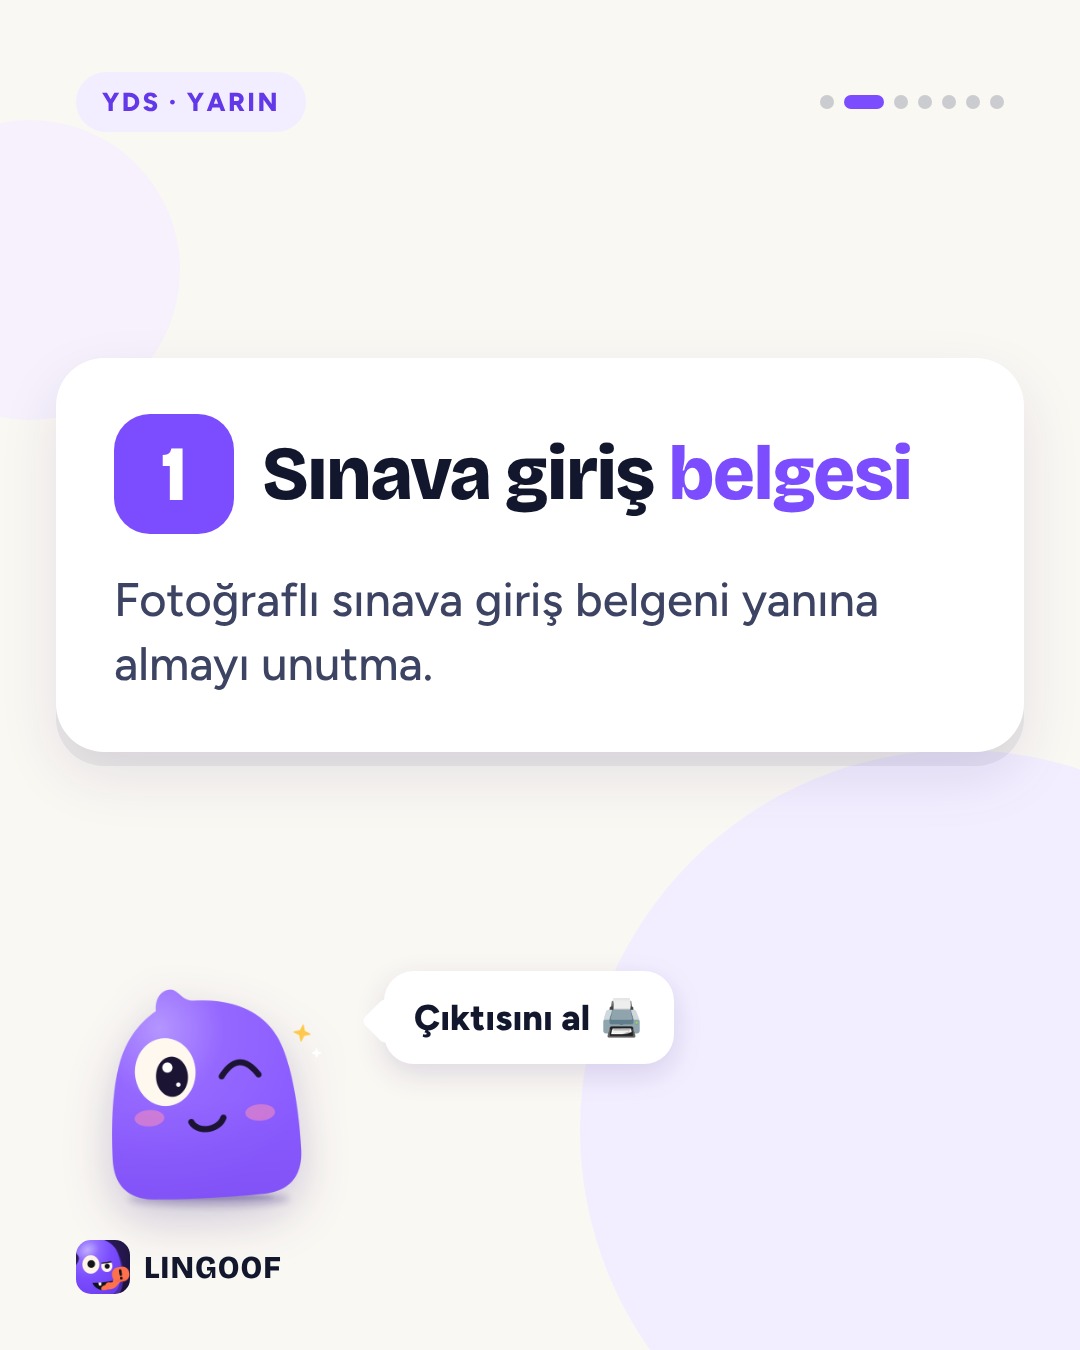 YDS · YARIN
1
Sınava giriş belgesi
Fotoğraflı sınava giriş belgeni yanına
almayı unutma.
Çıktısını al 🖨️
LINGOOF